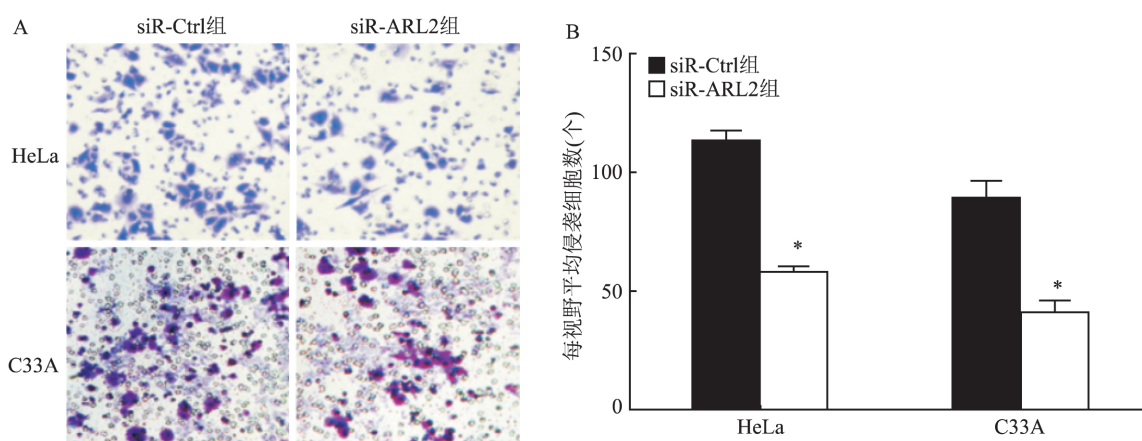 A
siR-Ctrl组
siR-ARL2组
HeLa
C33A
B
每视野平均侵袭细胞数(个)
150
100
50
0
siR-Ctrl组
siR-ARL2组
*
*
HeLa
C33A